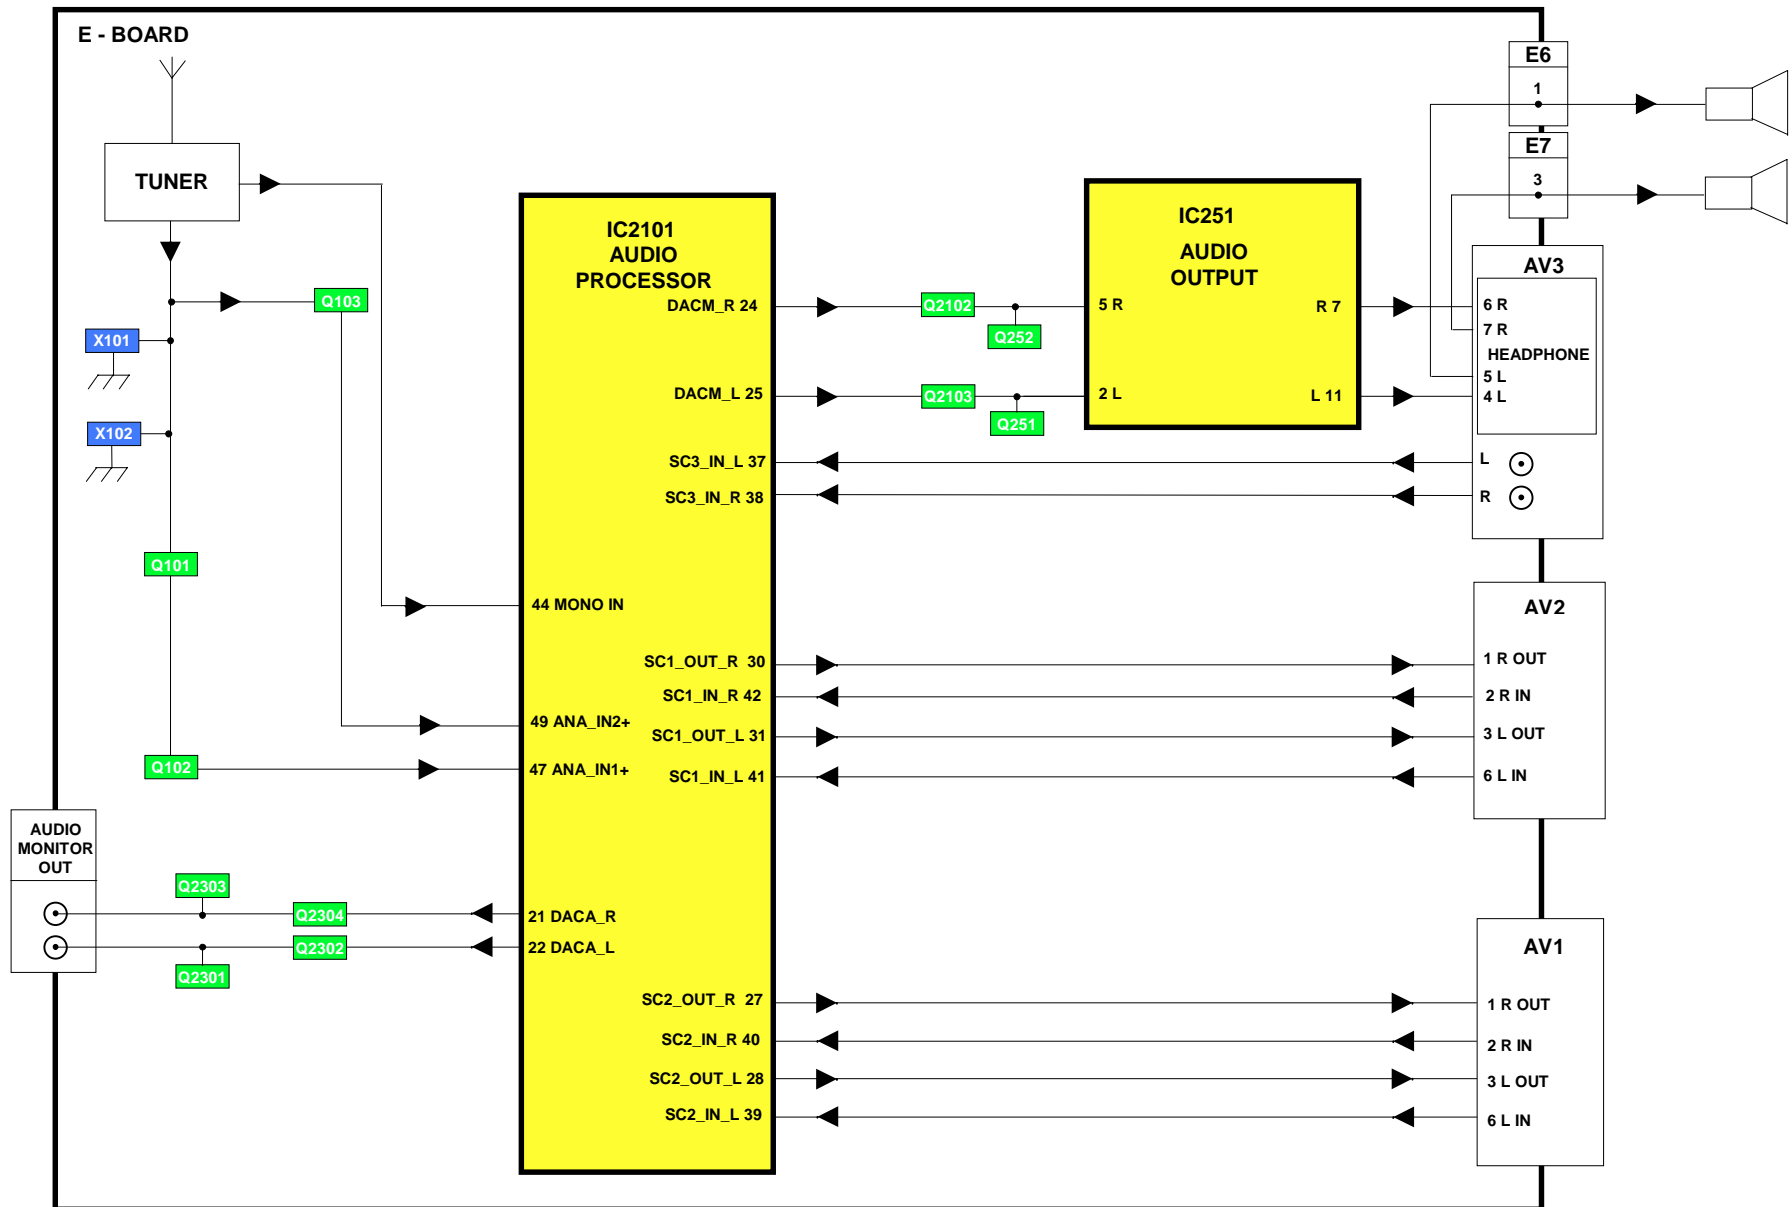 E - BOARD
TUNER
Q103
X101
X102
Q101
Q102
AUDIO
MONITOR
OUT
Q2303
Q2304
Q2302
Q2301
IC2101
AUDIO
PROCESSOR
DACM_R 24
DACM_L 25
SC3_IN_L 37
SC3_IN_R 38
44 MONO IN
SC1_OUT_R 30
SC1_IN_R 42
49 ANA_IN2+
SC1_OUT_L 31
47 ANA_IN1+
SC1_IN_L 41
21 DACA_R
22 DACA_L
SC2_OUT_R 27
SC2_IN_R 40
SC2_OUT_L 28
SC2_IN_L 39
Q2102
Q252
Q2103
Q251
IC251
AUDIO
OUTPUT
5 R
R 7
2 L
L 11
E6
1
E7
3
AV3
6 R
7 R
HEADPHONE
5 L
4 L
L
R
AV2
1 R OUT
2 R IN
3 L OUT
6 L IN
AV1
1 R OUT
2 R IN
3 L OUT
6 L IN